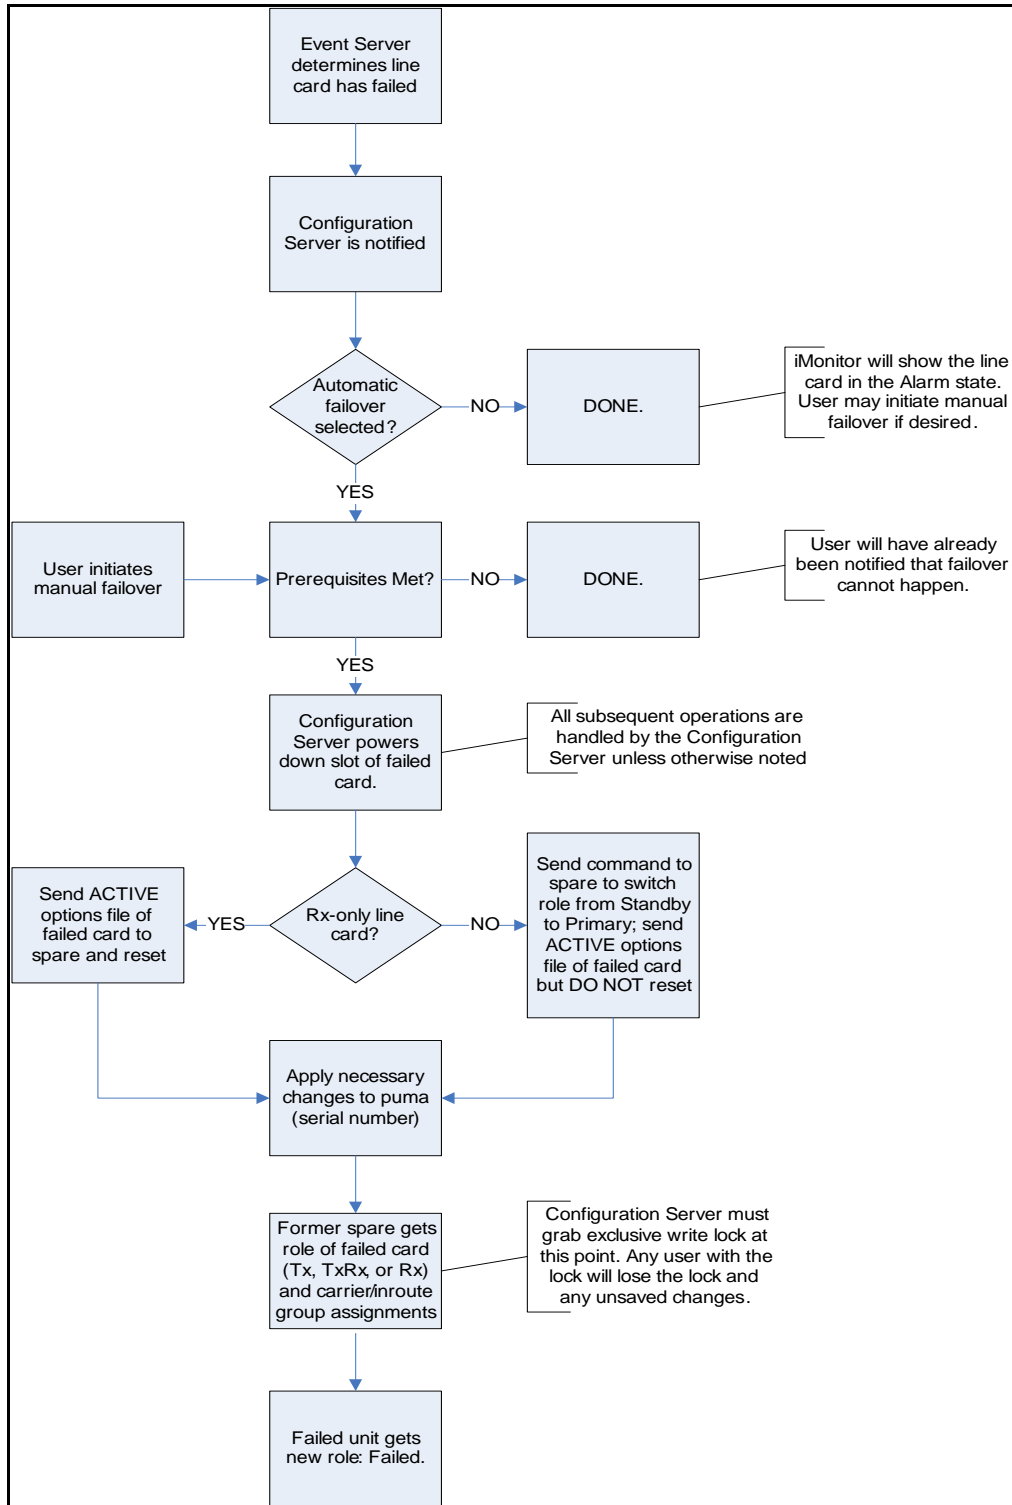 Event Server
determines line
card has failed
Configuration
Server is notified
Automatic
failover
selected?
NO
DONE.
iMonitor will show the line
card in the Alarm state.
User may initiate manual
failover if desired.
YES
User initiates
manual failover
Prerequisites Met?
NO
DONE.
User will have already
been notified that failover
cannot happen.
YES
Configuration
Server powers
down slot of failed
card.
All subsequent operations are
handled by the Configuration
Server unless otherwise noted
Send ACTIVE
options file of
failed card to
spare and reset
YES
Rx-only line
card?
NO
Send command to
spare to switch
role from Standby
to Primary; send
ACTIVE options
file of failed card
but DO NOT reset
Apply necessary
changes to puma
(serial number)
Former spare gets
role of failed card
(Tx, TxRx, or Rx)
and carrier/inroute
group assignments
Configuration Server must
grab exclusive write lock at
this point. Any user with the
lock will lose the lock and
any unsaved changes.
Failed unit gets
new role: Failed.